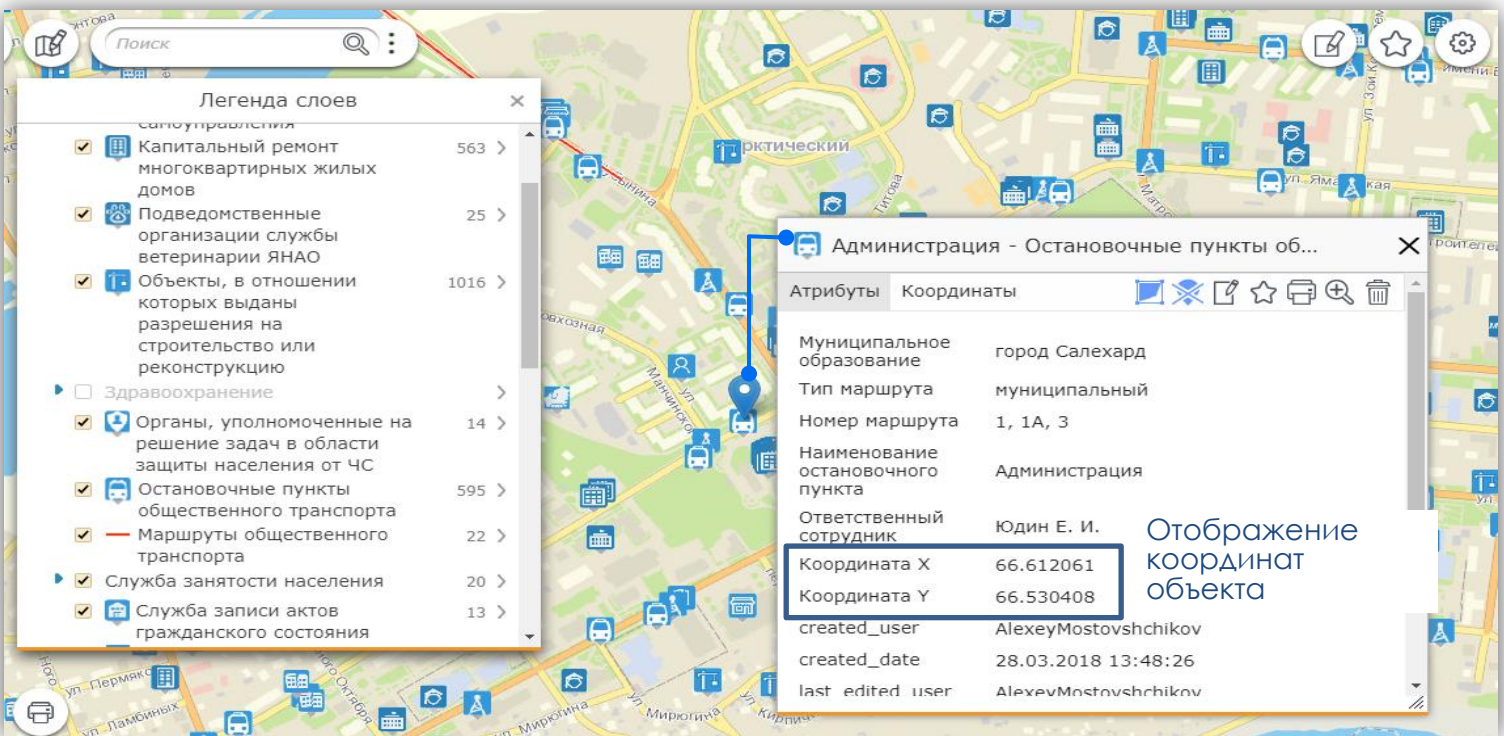 Поиск
Легенда слоев
самоуправления
Капитальный ремонт
многоквартирных жилых
домов
563
Подведомственные
организации службы
ветеринарии ЯНАО
25
Объекты, в отношении
которых выданы
разрешения на
строительство или
реконструкцию
1016
Здравоохранение
Органы, уполномоченные на
решение задач в области
защиты населения от ЧС
14
Остановочные пункты
общественного транспорта
595
Маршруты общественного
транспорта
22
Служба занятости населения
20
Служба записи актов
гражданского состояния
13
рктический
Титова
ул. Зои
Манчинского
ул
ул. Пермяк
Октября
Мирюгина
Мирюгина
Администрация - Остановочные пункты об...
Атрибуты
Координаты
Муниципальное
образование
город Салехард
Тип маршрута
муниципальный
Номер маршрута
1, 1А, 3
Наименование
остановочного
пункта
Администрация
Ответственный
сотрудник
Юдин Е. И.
Координата X
66.612061
Координата Y
66.530408
created_user
AlexeyMostovshchikov
created_date
28.03.2018 13:48:26
last_edited_user
AlexeyMostovshchikov
Отображение
координат
объекта